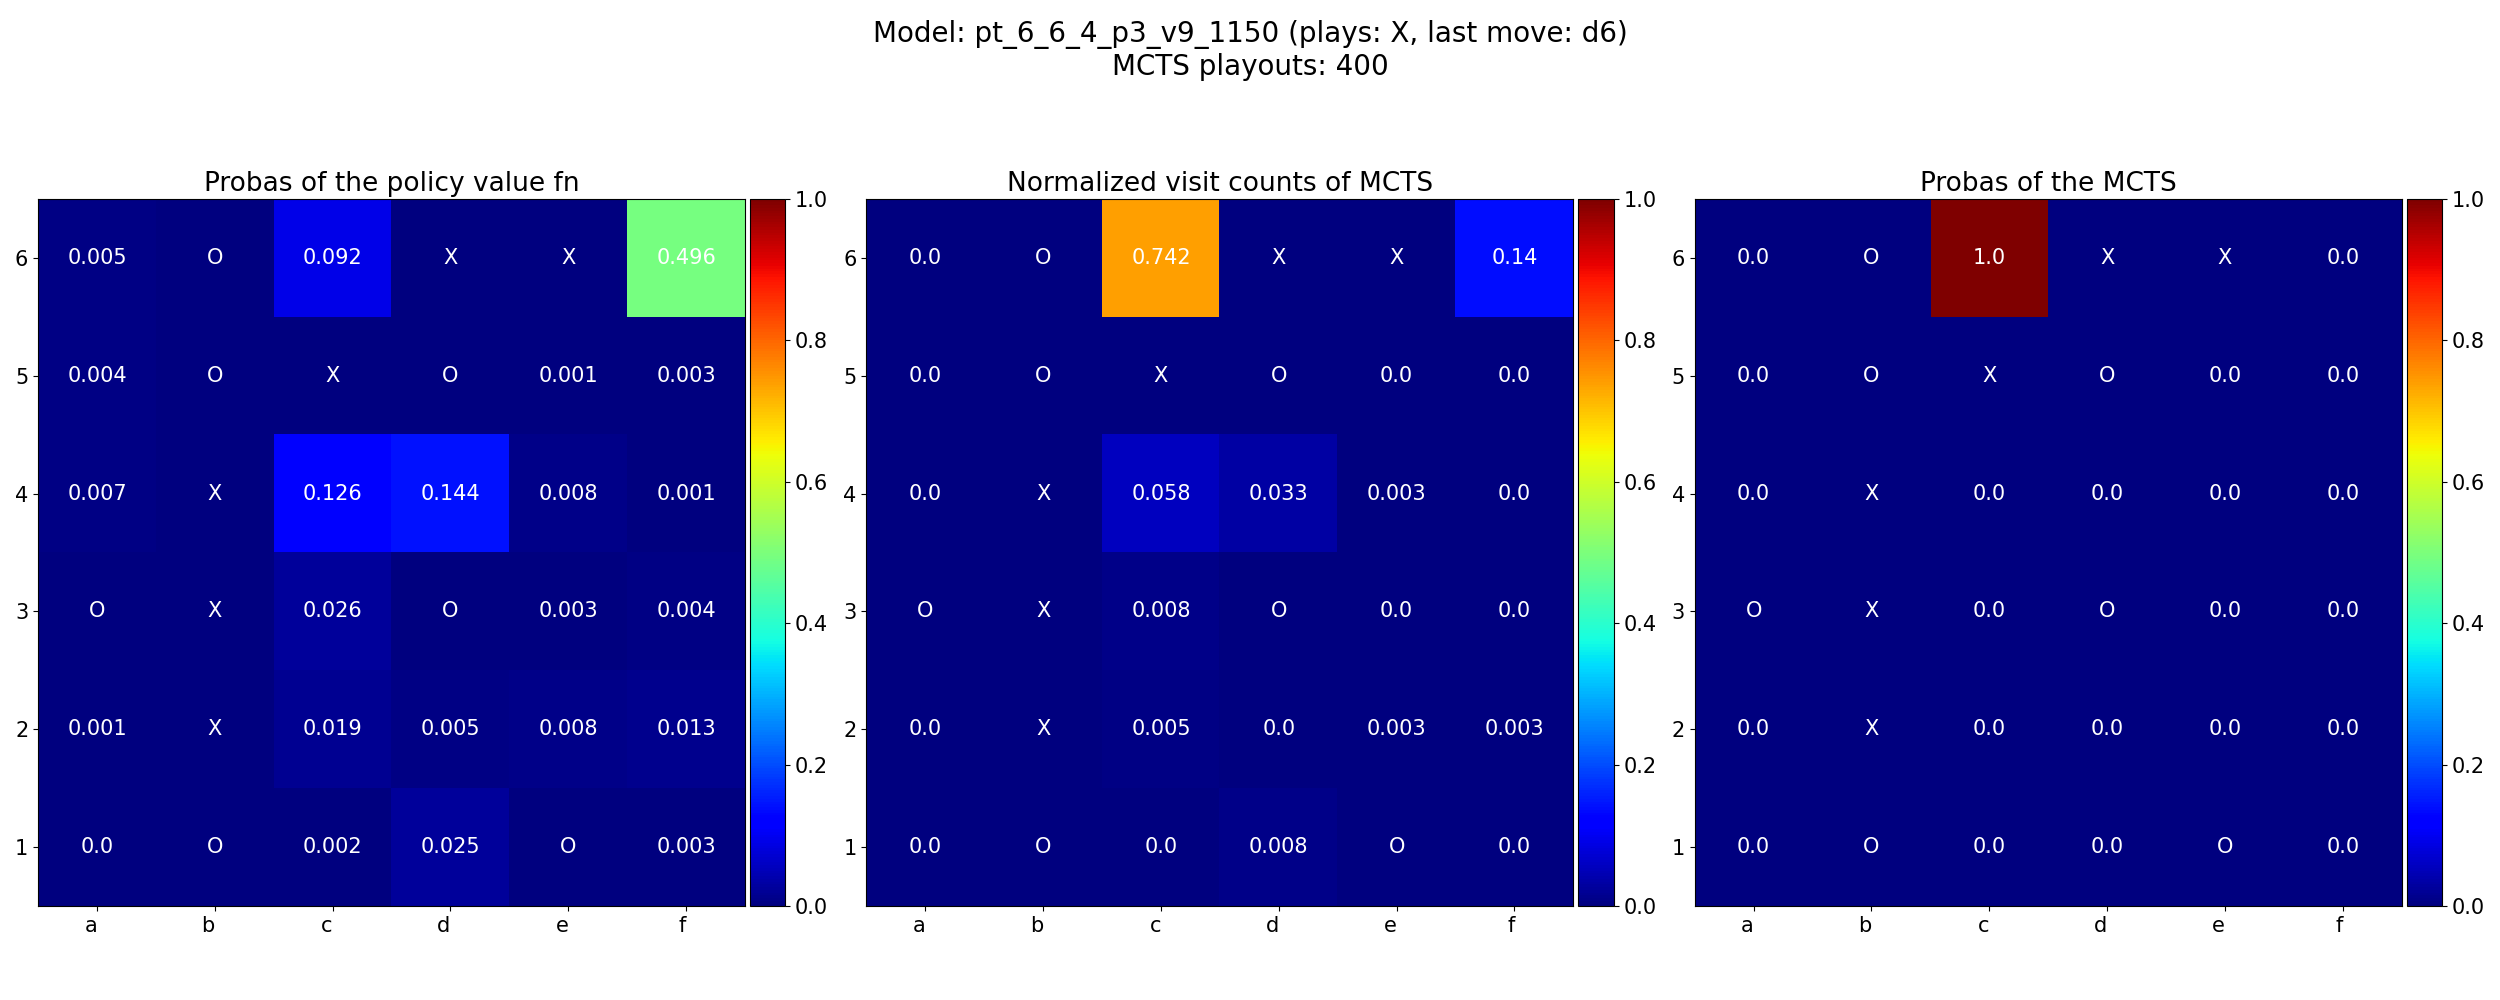 Model: pt_6_6_4_p3_v9_1150 (plays: X, last move: d6)
MCTS playouts: 400
Probas of the policy value fn
6 0.005 O 0.092 X X 0.496
5 0.004 O X O 0.001 0.003
4 0.007 X 0.126 0.144 0.008 0.001
3 O X 0.026 O 0.003 0.004
2 0.001 X 0.019 0.005 0.008 0.013
1 0.0 O 0.002 0.025 O 0.003
a b c d e f
1.0
0.8
0.6
0.4
0.2
0.0
Normalized visit counts of MCTS
6 0.0 O 0.742 X X 0.14
5 0.0 O X O 0.0 0.0
4 0.0 X 0.058 0.033 0.003 0.0
3 O X 0.008 O 0.0 0.0
2 0.0 X 0.005 0.0 0.003 0.003
1 0.0 O 0.0 0.008 O 0.0
a b c d e f
1.0
0.8
0.6
0.4
0.2
0.0
Probas of the MCTS
6 0.0 O 1.0 X X 0.0
5 0.0 O X O 0.0 0.0
4 0.0 X 0.0 0.0 0.0 0.0
3 O X 0.0 O 0.0 0.0
2 0.0 X 0.0 0.0 0.0 0.0
1 0.0 O 0.0 0.0 O 0.0
a b c d e f
1.0
0.8
0.6
0.4
0.2
0.0